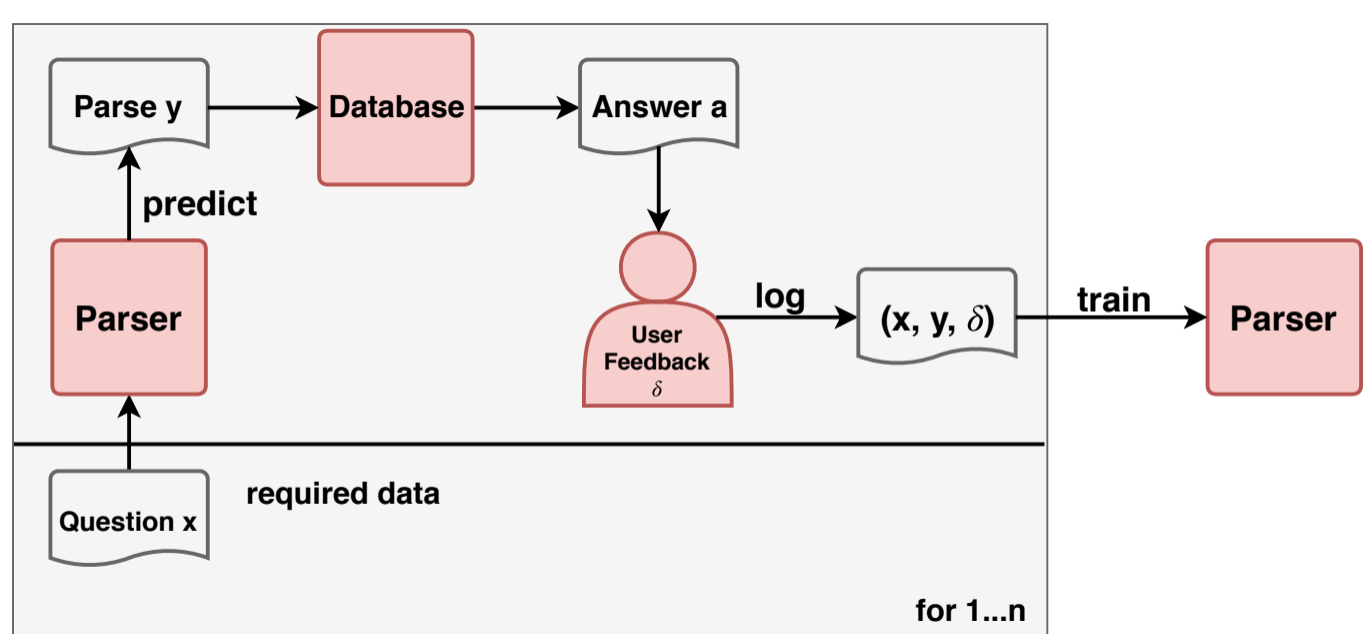 Parse y
Database
Answer a
predict
Parser
User
Feedback
δ
log
(x, y, δ)
train
Parser
Question x
required data
for 1...n